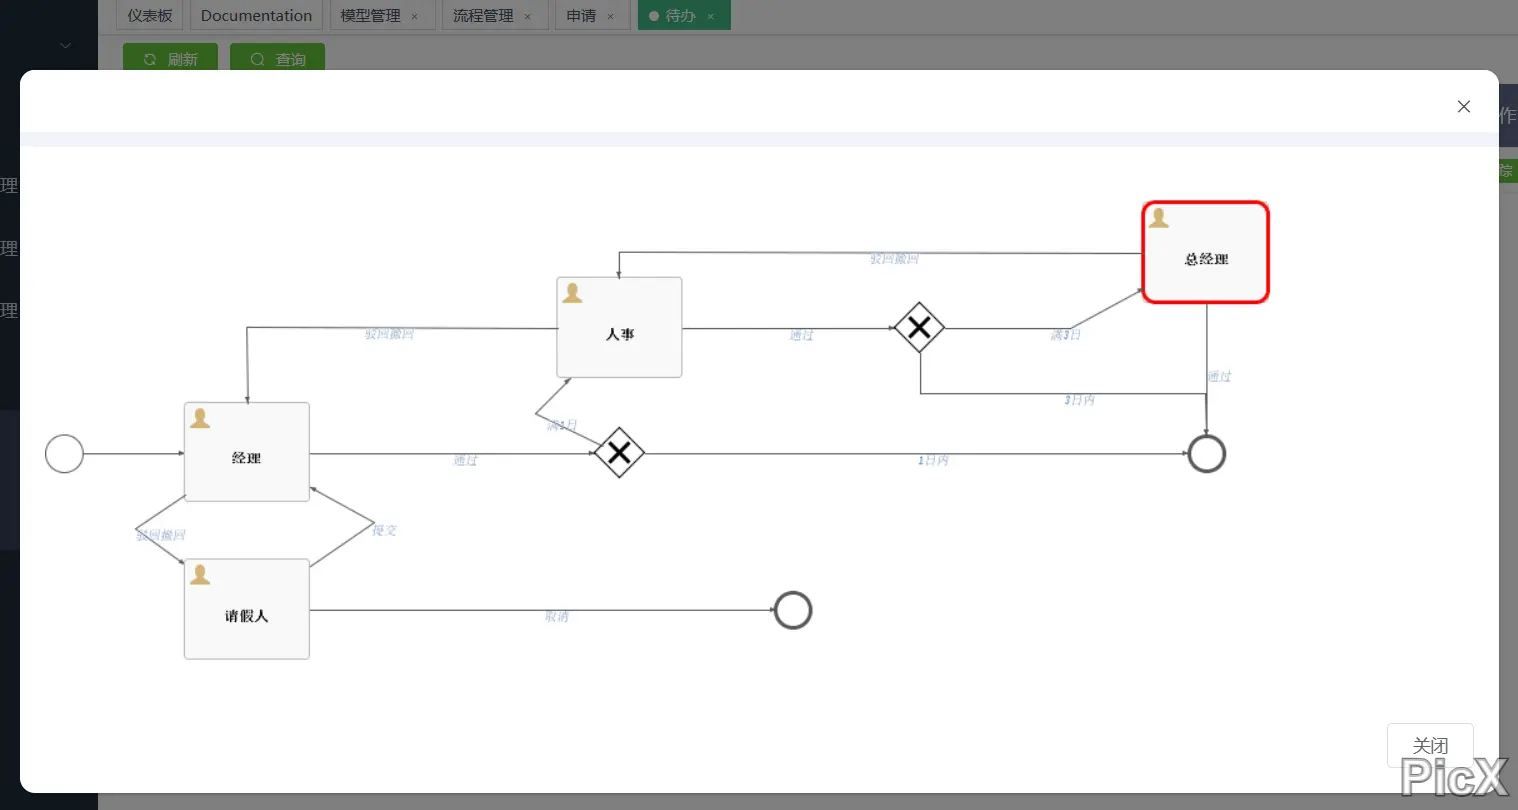 仪表板 Documentation 模型管理 × 流程管理 × 申请 × 待办 ×
刷新 查询
作
踪
理
理
理
总经理
驳回撤回
人事
驳回撤回
通过
满3日
通过
3日内
经理
满1日
通过
1日内
驳回撤回
提交
请假人
取消
关闭
PicX